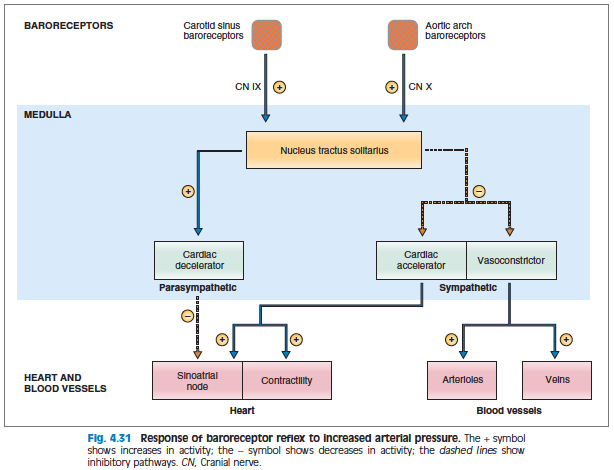 BARORECEPTORS
Carotid sinus
baroreceptors
Aortic arch
baroreceptors
CN IX
+
+
CN X
MEDULLA
Nucleus tractus solitarius
+
−
Cardiac
decelerator
Parasympathetic
Cardiac
accelerator
Vasoconstrictor
Sympathetic
−
+
+
+
+
HEART AND
BLOOD VESSELS
Sinoatrial
node
Contractility
Arterioles
Veins
Heart
Blood vessels
Fig. 4.31 Response of baroreceptor reflex to increased arterial pressure. The + symbol
shows increases in activity; the − symbol shows decreases in activity; the dashed lines show
inhibitory pathways. CN, Cranial nerve.